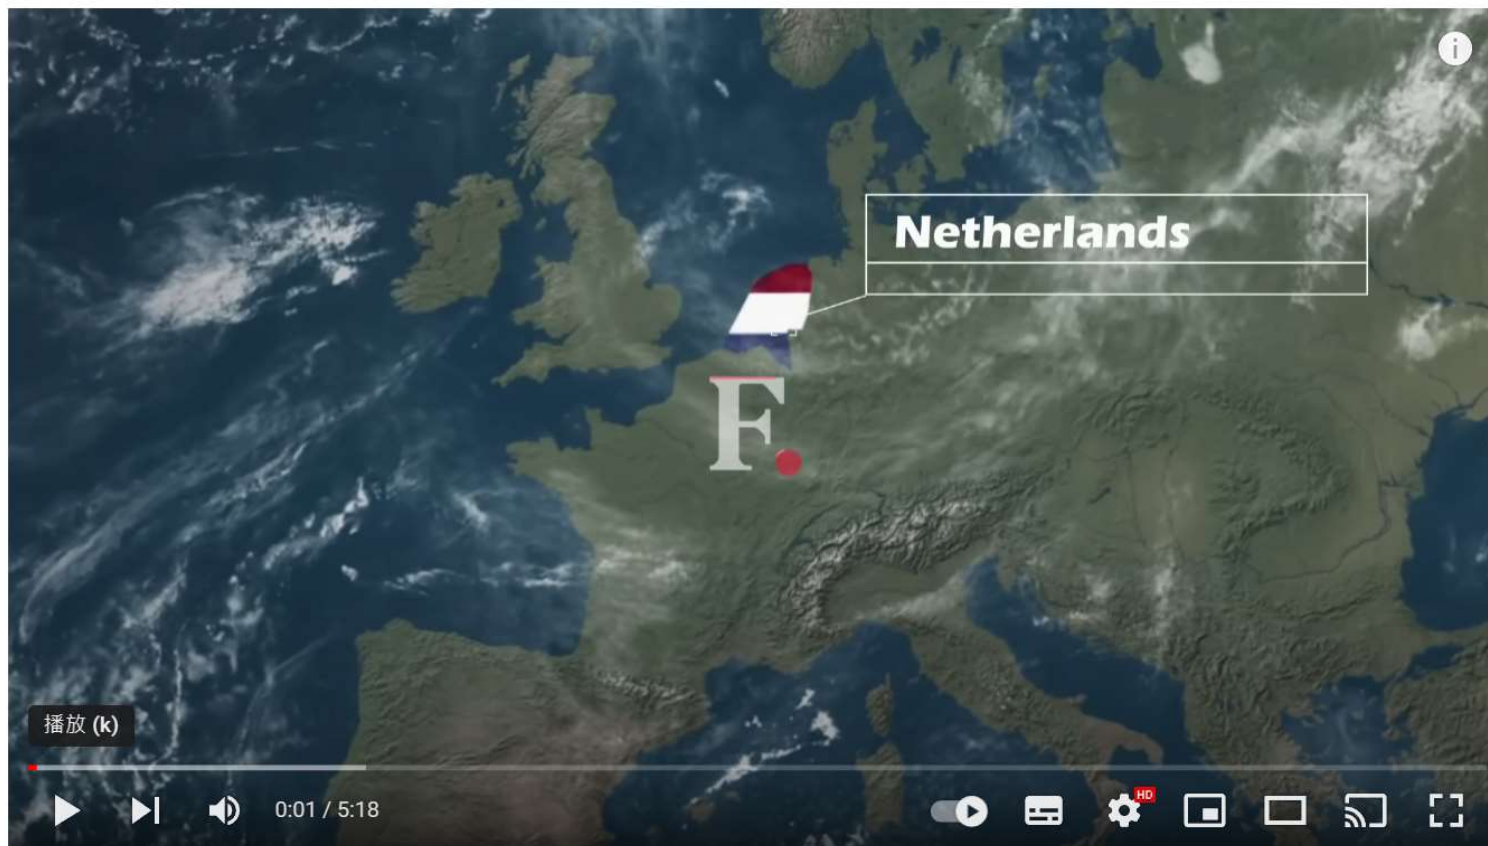 Netherlands
F.
播放 (k)
0:01 / 5:18
HD